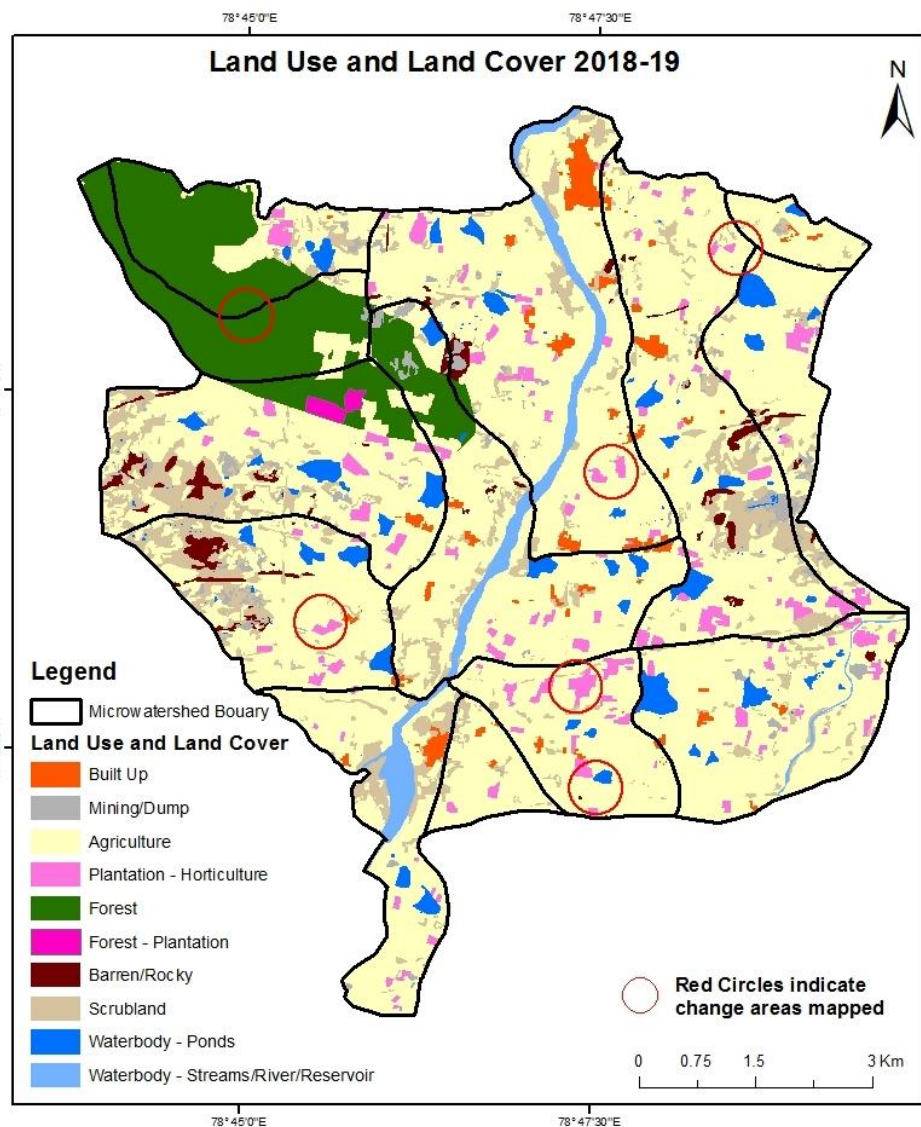 78°45'0"E
78°47'30"E
Land Use and Land Cover 2018-19
N
Legend
Microwatershed Bouary
Land Use and Land Cover
Built Up
Mining/Dump
Agriculture
Plantation - Horticulture
Forest
Forest - Plantation
Barren/Rocky
Scrubland
Waterbody - Ponds
Waterbody - Streams/River/Reservoir
Red Circles indicate
change areas mapped
0 0.75 1.5 3 Km
78°45'0"E
78°47'30"E